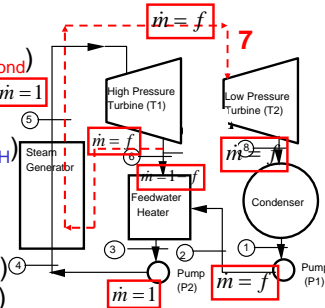 ṁ = f
7
ond)
ṁ = 1
High Pressure
Turbine (T1)
Low Pressure
Turbine (T2)
5
ṁ = f
6
8
ṁ = f
H)
Steam
Generator
ṁ = 1 − f
Feedwater
Heater
Condenser
3
2
1
)
4
Pump
(P2)
Pump
(P1)
ṁ = 1
ṁ = f
)